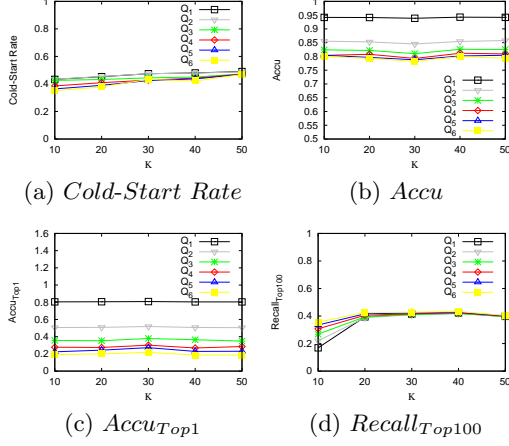 Cold-Start Rate
1
0.8
0.6
0.4
0.2
0
10 20 30 40 50
K
Q1
Q2
Q3
Q4
Q5
Q6
(a) Cold-Start Rate
Accu
1
0.95
0.9
0.85
0.8
0.75
0.7
0.65
0.6
0.55
0.5
10 20 30 40 50
K
Q1
Q2
Q3
Q4
Q5
Q6
(b) Accu
AccuTop1
1.6
1.4
1.2
1
0.8
0.6
0.4
0.2
0
10 20 30 40 50
K
Q1
Q2
Q3
Q4
Q5
Q6
(c) AccuTop1
RecallTop100
1
0.8
0.6
0.4
0.2
0
10 20 30 40 50
K
Q1
Q2
Q3
Q4
Q5
Q6
(d) RecallTop100